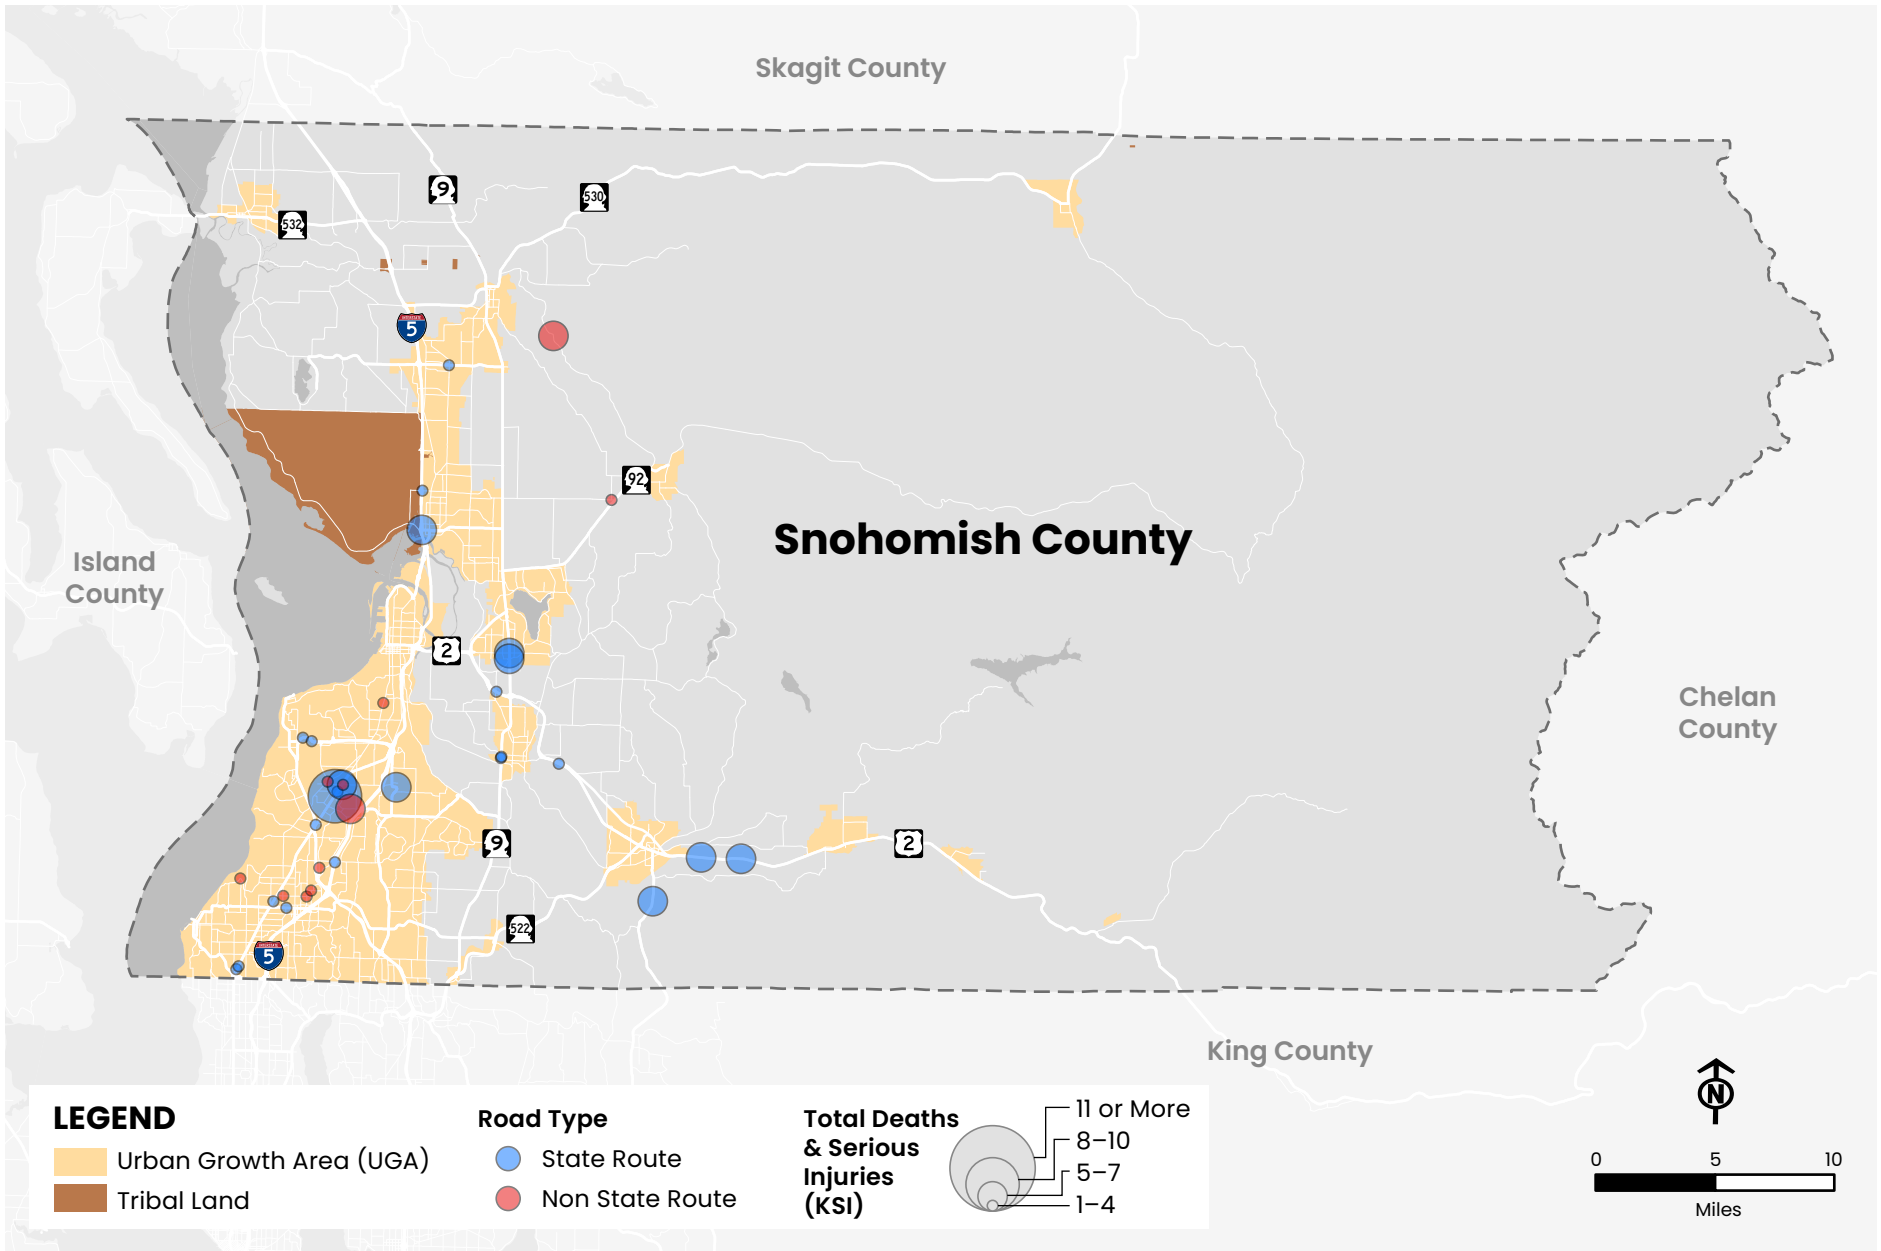 Skagit County
9
530
532
5
92
Snohomish County
Island
County
2
Chelan
County
9
2
522
5
King County
N
LEGEND
Urban Growth Area (UGA)
Tribal Land
Road Type
State Route
Non State Route
Total Deaths
& Serious
Injuries
(KSI)
11 or More
8–10
5–7
1–4
0 5 10
Miles